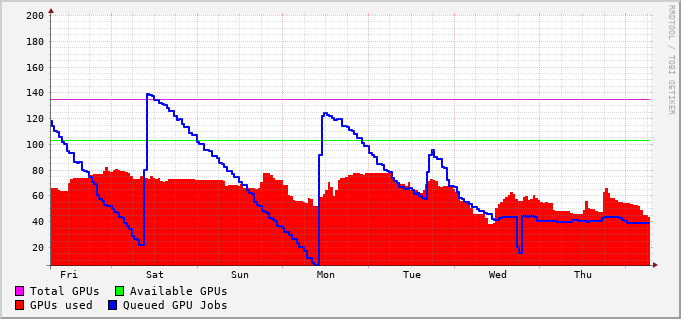 200
180
160
140
120
100
80
60
40
20
Fri Sat Sun Mon Tue Wed Thu
Total GPUs Available GPUs
GPUs used Queued GPU Jobs
RRDTOOL / TOBI OETIKER